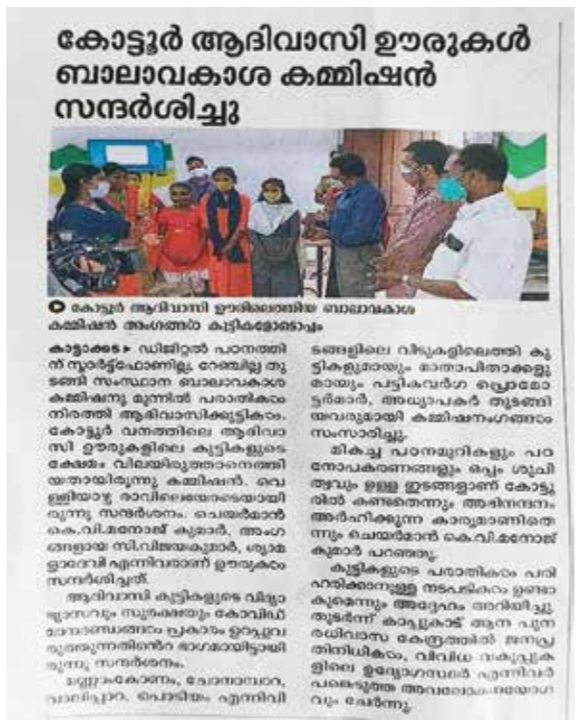 കോട്ടൂർ ആദിവാസി ഊരുകൾ
ബാലാവകാശ കമ്മിഷൻ
സന്ദർശിച്ചു
കോട്ടൂർ ആദിവാസി ഊരിലെത്തിയ ബാലാവകാശ
കമ്മിഷൻ അംഗങ്ങൾ കുട്ടികളോടൊപ്പം
കാട്ടാക്കട ▸ ഡിജിറ്റൽ പഠനത്തി
ന് സ്മാർട്ട്ഫോണില്ല, റേഞ്ചില്ല തു
ടങ്ങി സംസ്ഥാന ബാലാവകാശ
കമ്മിഷനു മുന്നിൽ പരാതികൾ
നിരത്തി ആദിവാസിക്കുട്ടികൾ.
കോട്ടൂർ വനത്തിലെ ആദിവാ
സി ഊരുകളിലെ കുട്ടികളുടെ
ക്ഷേമം വിലയിരുത്താനെത്തി
യതായിരുന്നു കമ്മിഷൻ. വെ
ള്ളിയാഴ്ച രാവിലെയോടെയായി
രുന്നു സന്ദർശനം. ചെയർമാൻ
കെ.വി.മനോജ് കുമാർ, അംഗ
ങ്ങളായ സി.വിജയകുമാർ, ശ്യാമ
ളാദേവി എന്നിവരാണ് ഊരുകൾ
സന്ദർശിച്ചത്.
ആദിവാസി കുട്ടികളുടെ വിദ്യാ
ഭ്യാസവും സുരക്ഷയും കോവിഡ്
മാനദണ്ഡങ്ങൾ പ്രകാരം ഉറപ്പുവ
രുത്തുന്നതിന്റെ ഭാഗമായിട്ടായി
രുന്നു സന്ദർശനം.
മണ്ണാംകോണം, ചോനാംപാറ,
വാലിപ്പാറ, പൊടിയം എന്നിവി
ടങ്ങളിലെ വീടുകളിലെത്തി കു
ട്ടികളുമായും മാതാപിതാക്കളു
മായും പട്ടികവർഗ പ്രൊമോ
ട്ടർമാർ, അധ്യാപകർ തുടങ്ങി
യവരുമായി കമ്മിഷനംഗങ്ങൾ
സംസാരിച്ചു.
മികച്ച പഠനമുറികളും പഠ
നോപകരണങ്ങളും ഒപ്പം ശുചി
ത്വവും ഉള്ള ഇടങ്ങളാണ് കോട്ടൂ
രിൽ കണ്ടതെന്നും അഭിനന്ദനം
അർഹിക്കുന്ന കാര്യമാണിതെ
ന്നും ചെയർമാൻ കെ.വി.മനോജ്
കുമാർ പറഞ്ഞു.
കുട്ടികളുടെ പരാതികൾ പരി
ഹരിക്കാനുള്ള നടപടികൾ ഉണ്ടാ
കുമെന്നും അദ്ദേഹം അറിയിച്ചു.
തുടർന്ന് കാപ്പുകാട് ആന പുന
രധിവാസ കേന്ദ്രത്തിൽ ജനപ്ര
തിനിധികൾ, വിവിധ വകുപ്പുക
ളിലെ ഉദ്യോഗസ്ഥർ എന്നിവർ
പങ്കെടുത്ത അവലോകനയോഗ
വും ചേർന്നു.